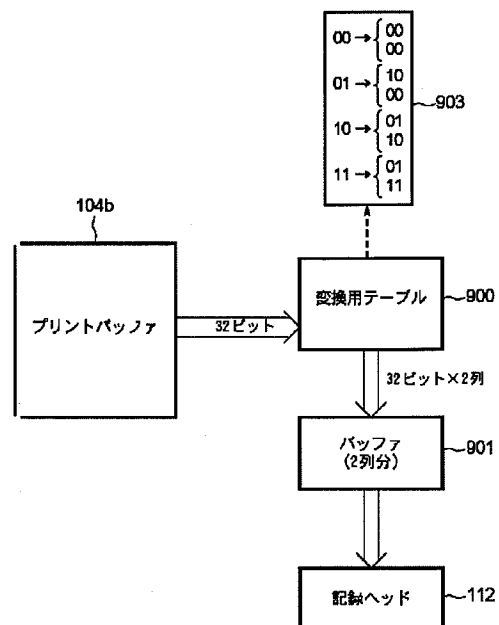 00→{00
00
01→{10
00
903
10→{01
10
11→{01
11
104b
プリントバッファ
32ビット
変換用テーブル
900
32ビット×2列
バッファ
(2列分)
901
記録ヘッド
112